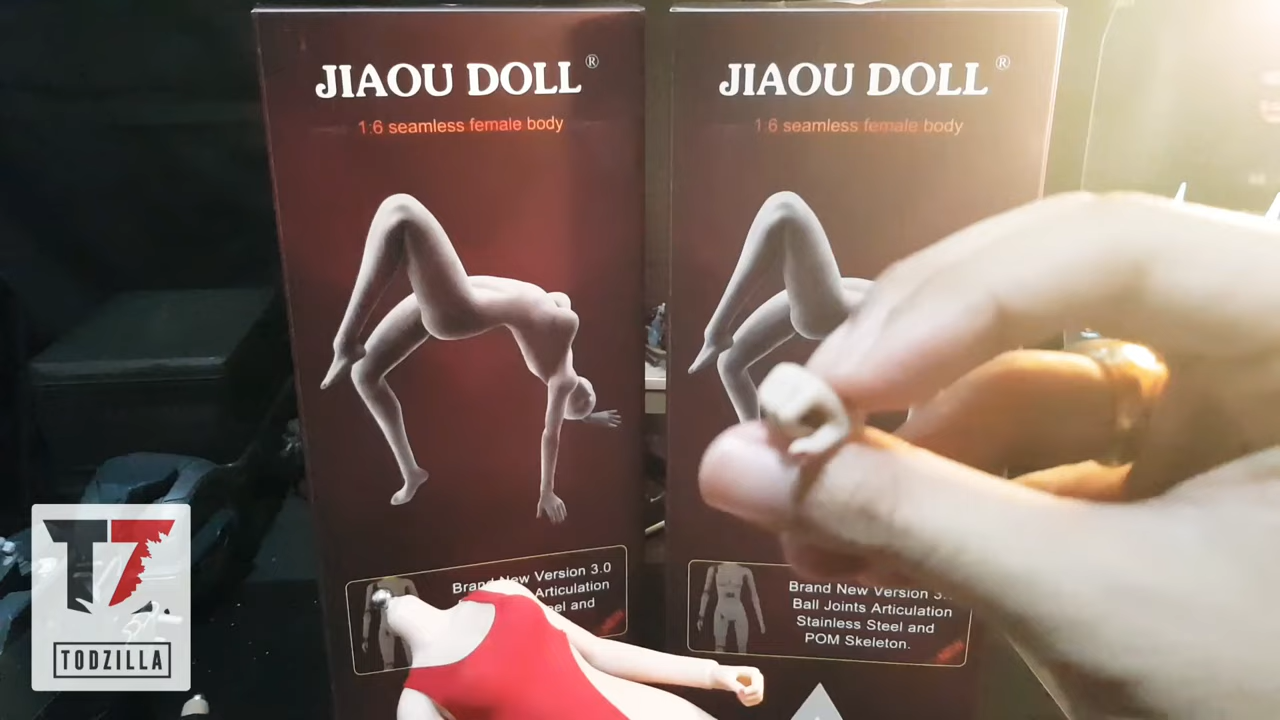 JIAOU DOLL®
1:6 seamless female body
Brand New Version 3.0
Articulation
and
JIAOU DOLL®
1:6 seamless female body
Brand New Version 3.
Ball Joints Articulation
Stainless Steel and
POM Skeleton.
T7
TODZILLA